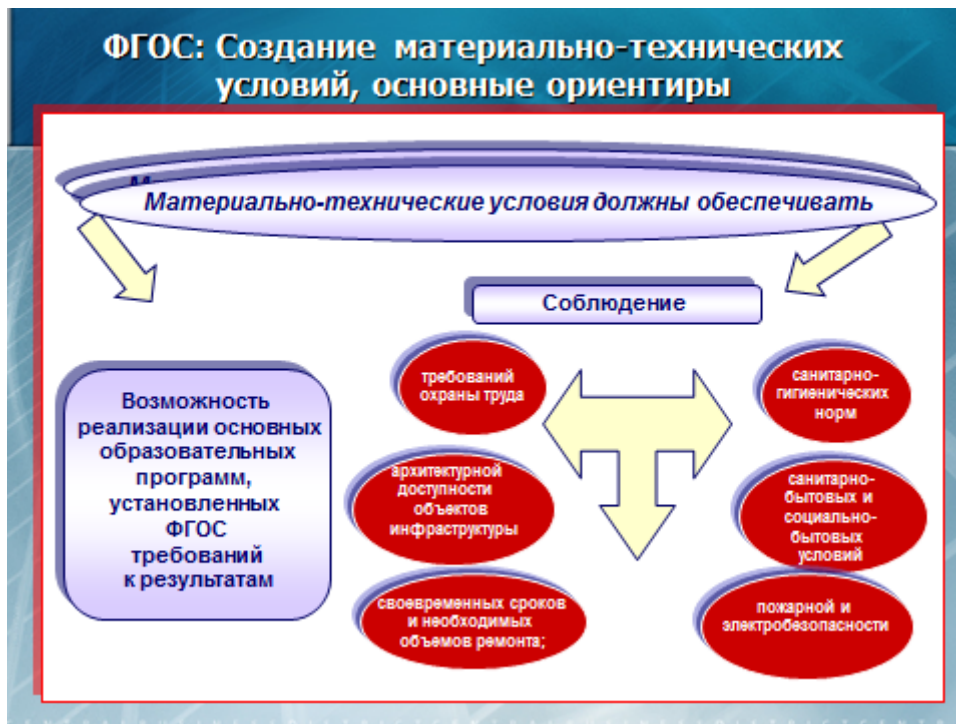 ФГОС: Создание материально-технических
условий, основные ориентиры
Материально-технические условия должны обеспечивать
Соблюдение
Возможность
реализации основных
образовательных
программ,
установленных
ФГОС
требований
к результатам
требований
охраны труда
архитектурной
доступности
объектов
инфраструктуры
своевременных сроков
и необходимых
объемов ремонта;
санитарно-
гигиенических
норм
санитарно-
бытовых и
социально-
бытовых
условий
пожарной и
электробезопасности